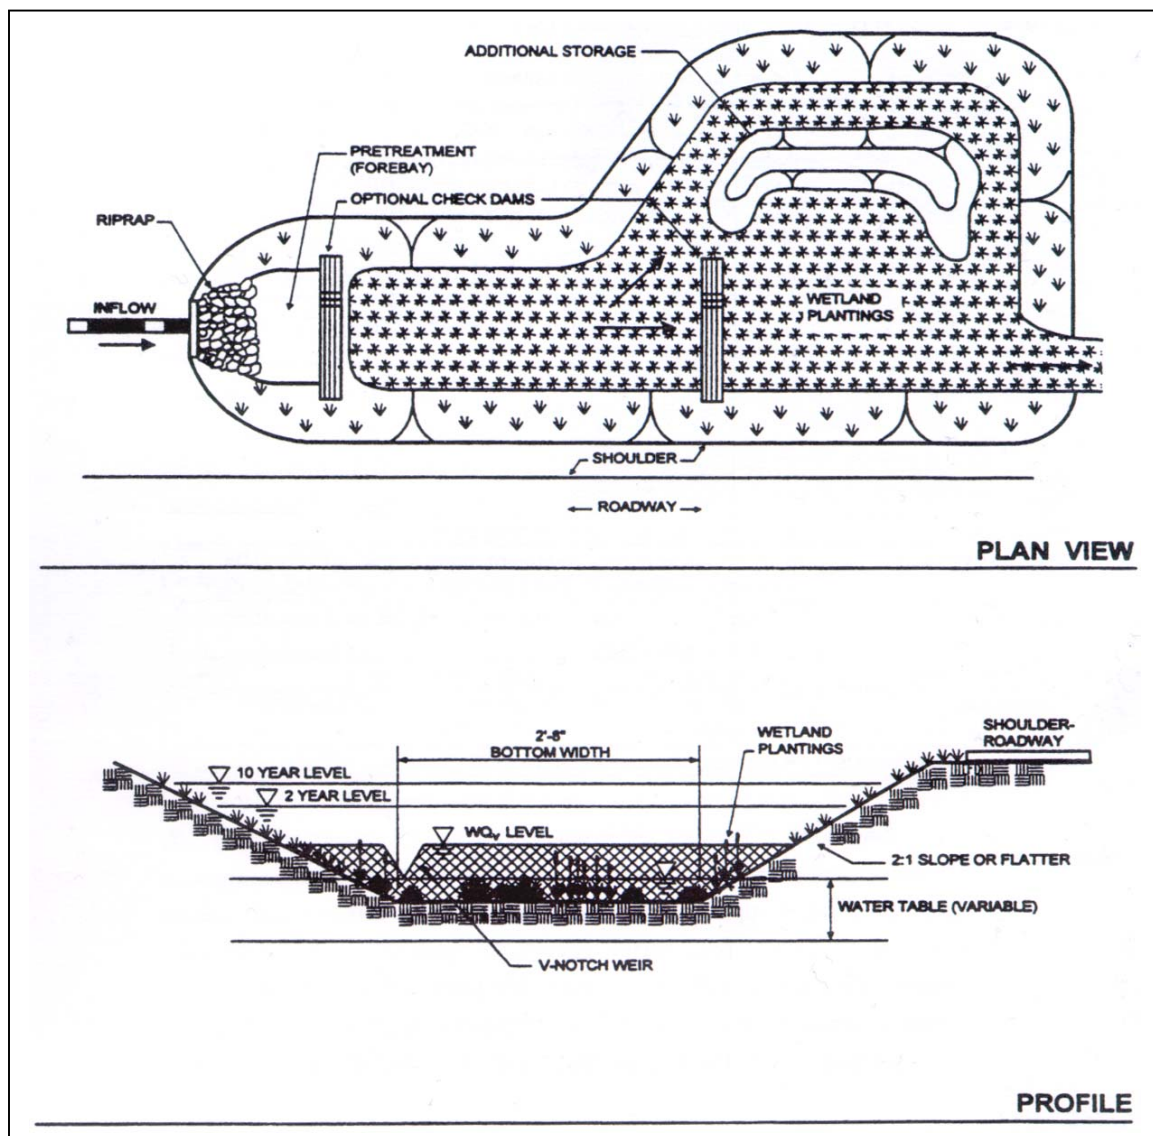 ADDITIONAL STORAGE
PRETREATMENT
(FOREBAY)
OPTIONAL CHECK DAMS
RIPRAP
INFLOW
WETLAND
PLANTINGS
SHOULDER
ROADWAY
PLAN VIEW
2'-8"
BOTTOM WIDTH
WETLAND
PLANTINGS
SHOULDER-
ROADWAY
10 YEAR LEVEL
2 YEAR LEVEL
WQᵥ LEVEL
2:1 SLOPE OR FLATTER
WATER TABLE (VARIABLE)
V-NOTCH WEIR
PROFILE